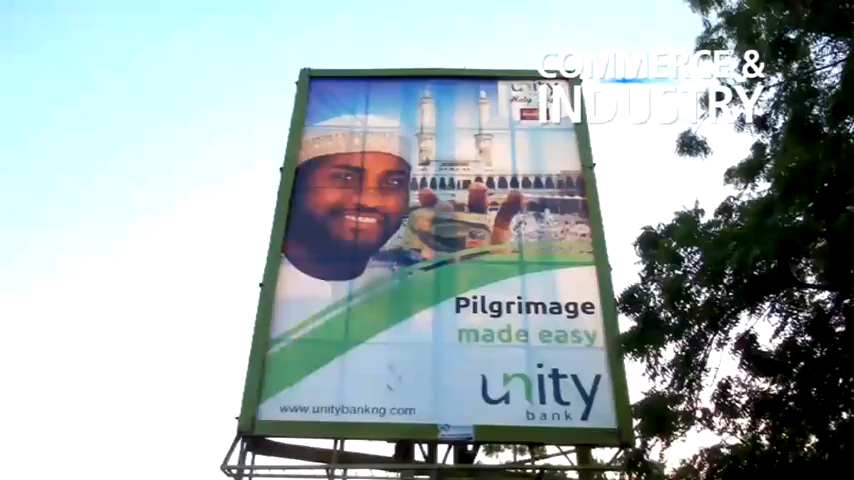 COMMERCE &
INDUSTRY
Pilgrimage
made easy
unity
bank
www.unitybankng.com